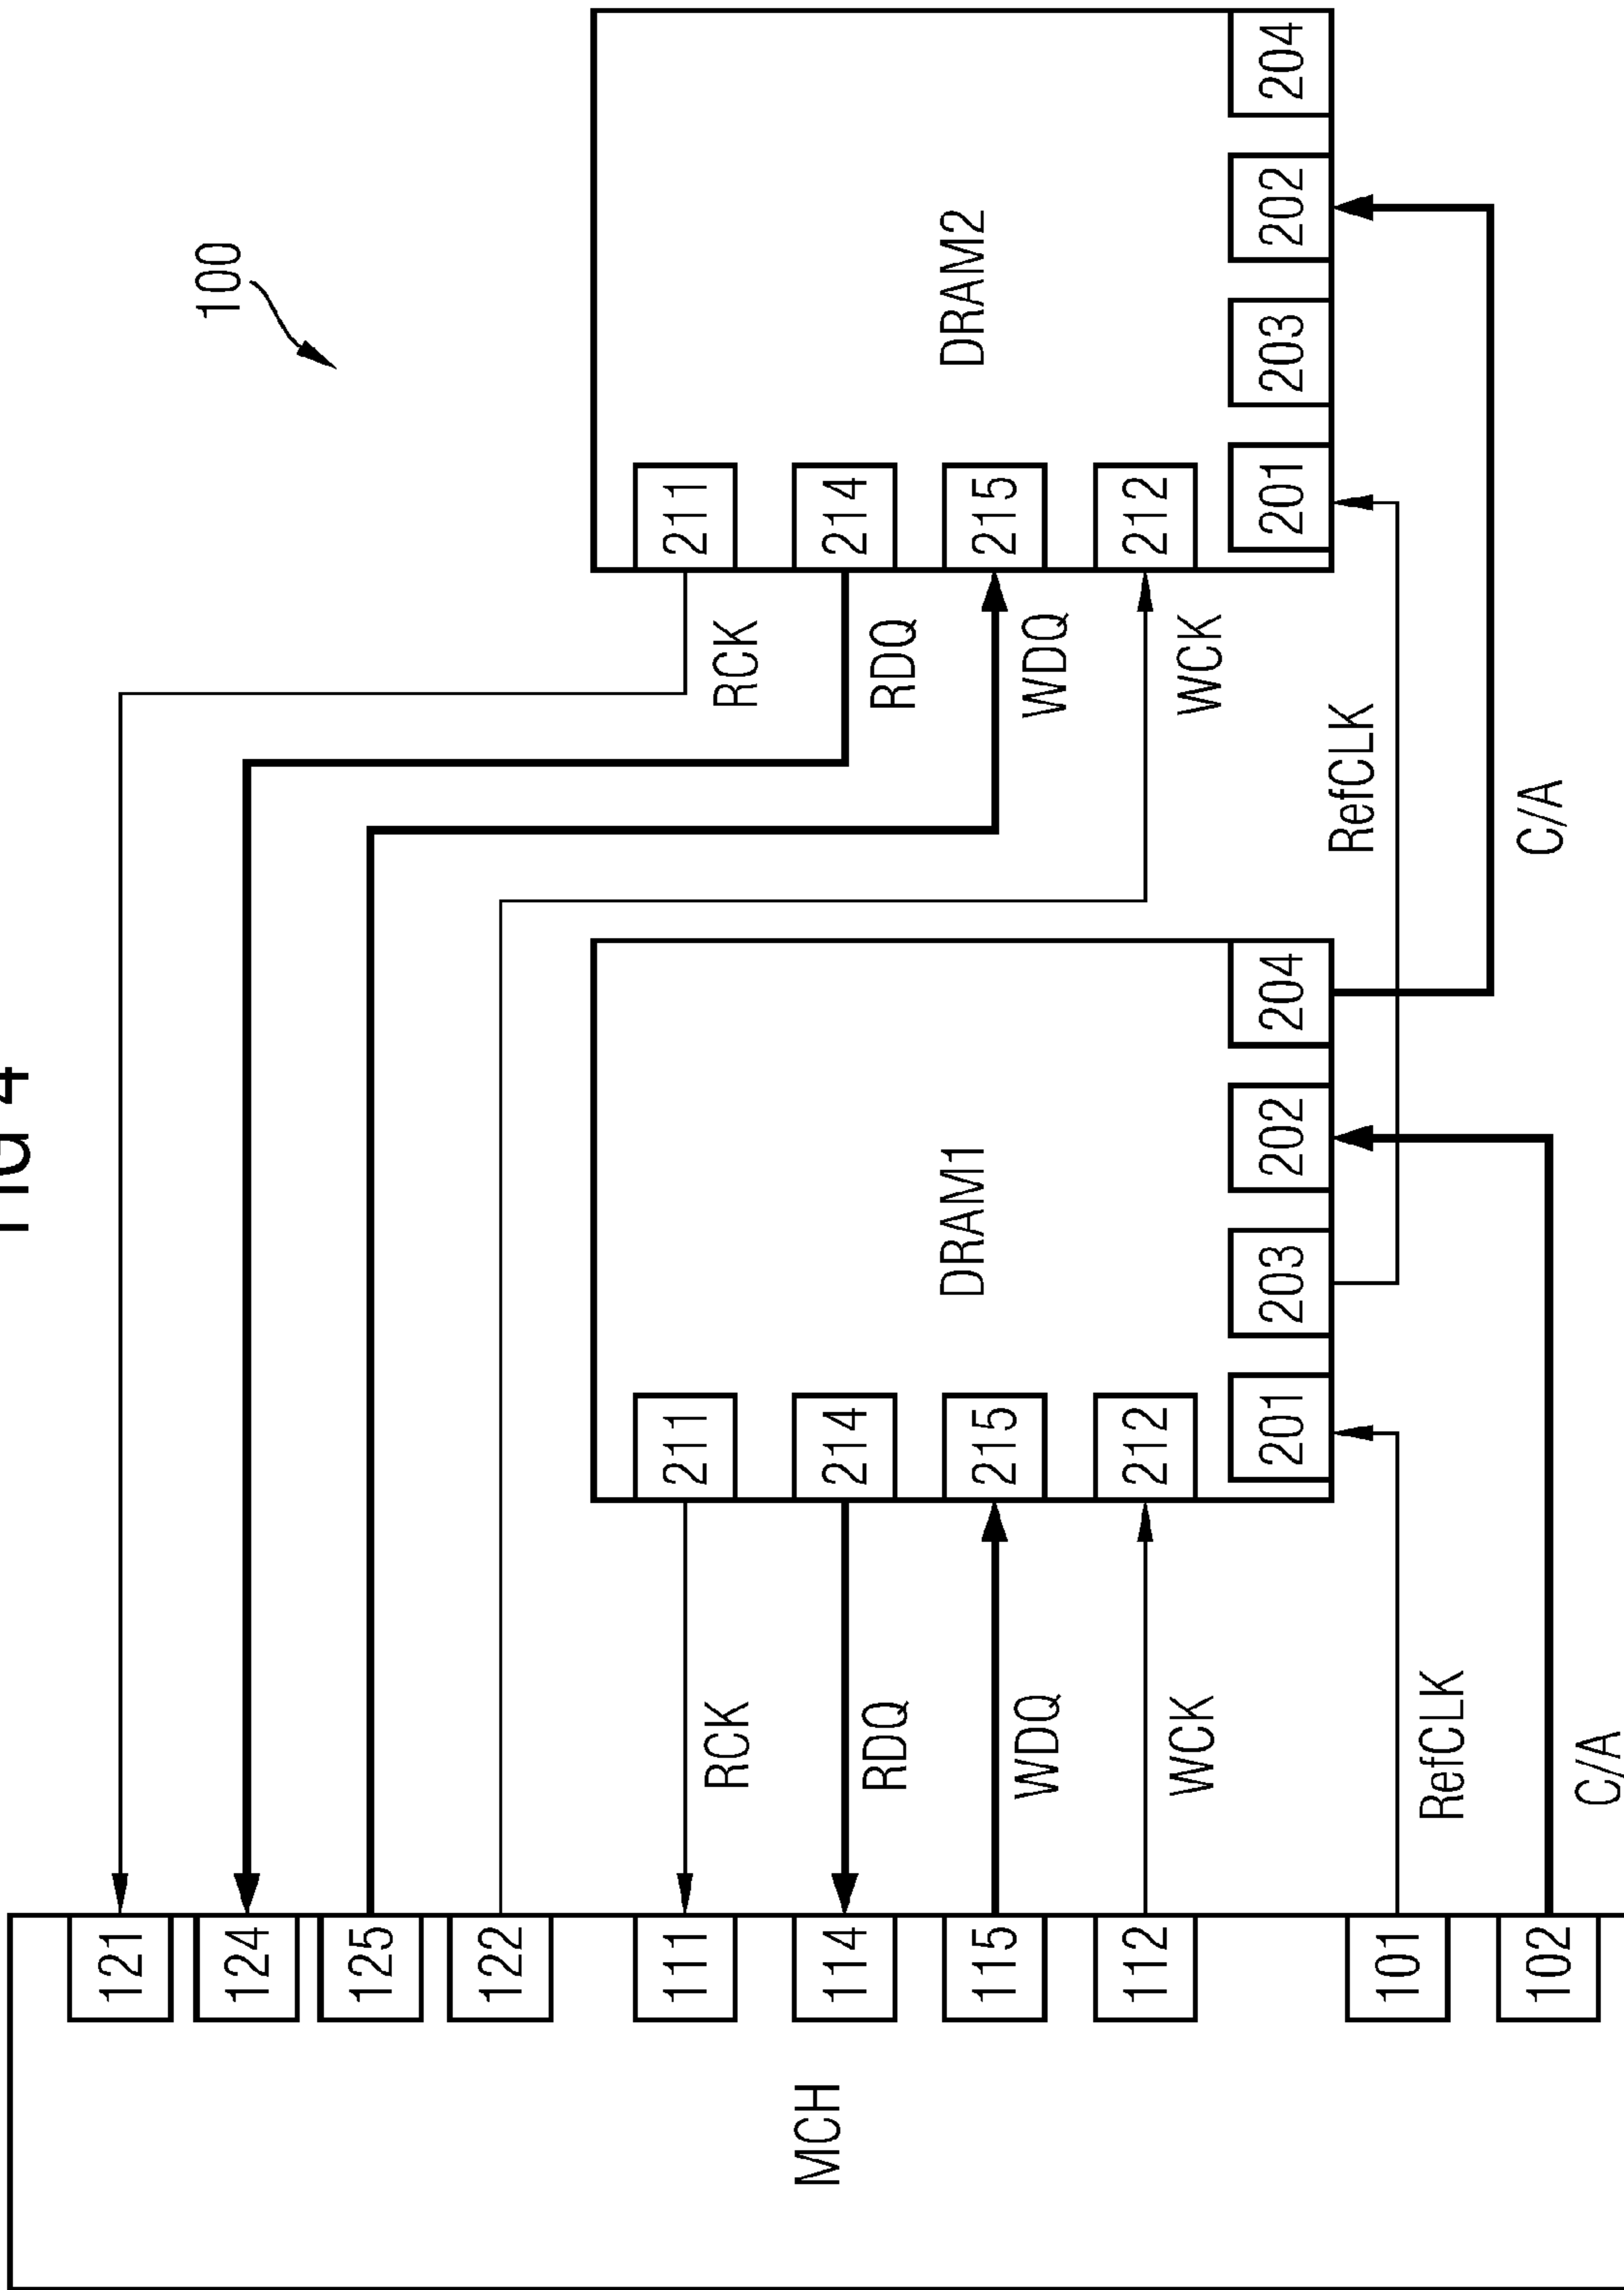 FIG 4
121
100
124
125
122
111
RCK
211
RCK
211
MCH
114
RDQ
214
RDQ
214
DRAM1
DRAM2
115
WDQ
215
WDQ
215
112
WCK
212
WCK
212
201
203
202
204
201
203
202
204
101
RefCLK
RefCLK
102
C/A
C/A